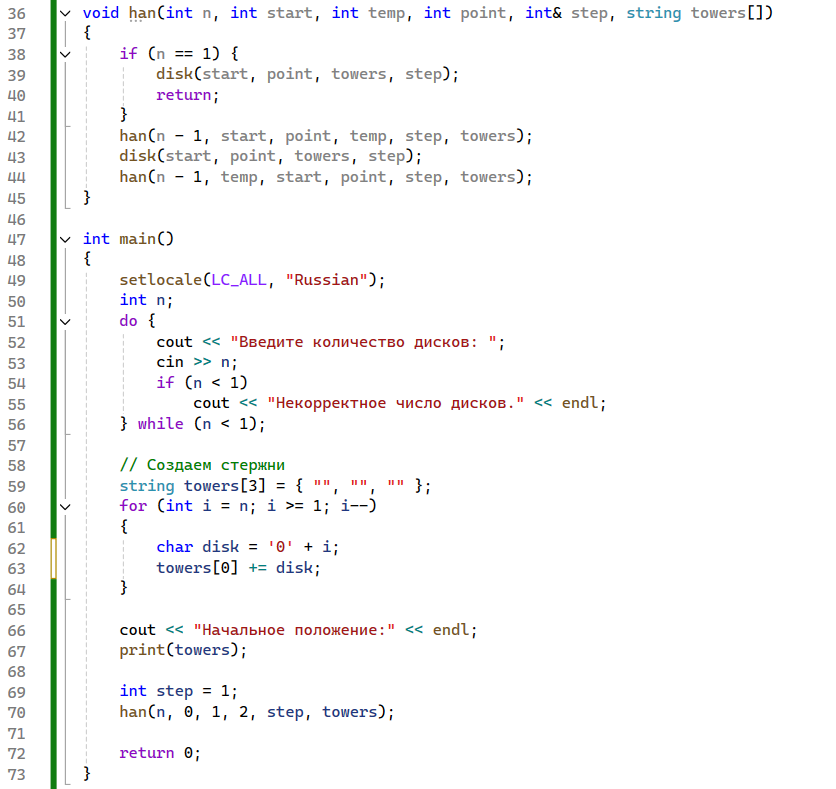 36 void han(int n, int start, int temp, int point, int& step, string towers[])
37 {
38 if (n == 1) {
39 disk(start, point, towers, step);
40 return;
41 }
42 han(n - 1, start, point, temp, step, towers);
43 disk(start, point, towers, step);
44 han(n - 1, temp, start, point, step, towers);
45 }
46
47 int main()
48 {
49 setlocale(LC_ALL, "Russian");
50 int n;
51 do {
52 cout << "Введите количество дисков: ";
53 cin >> n;
54 if (n < 1)
55 cout << "Некорректное число дисков." << endl;
56 } while (n < 1);
57
58 // Создаем стержни
59 string towers[3] = { "", "", "" };
60 for (int i = n; i >= 1; i--)
61 {
62 char disk = '0' + i;
63 towers[0] += disk;
64 }
65
66 cout << "Начальное положение:" << endl;
67 print(towers);
68
69 int step = 1;
70 han(n, 0, 1, 2, step, towers);
71
72 return 0;
73 }